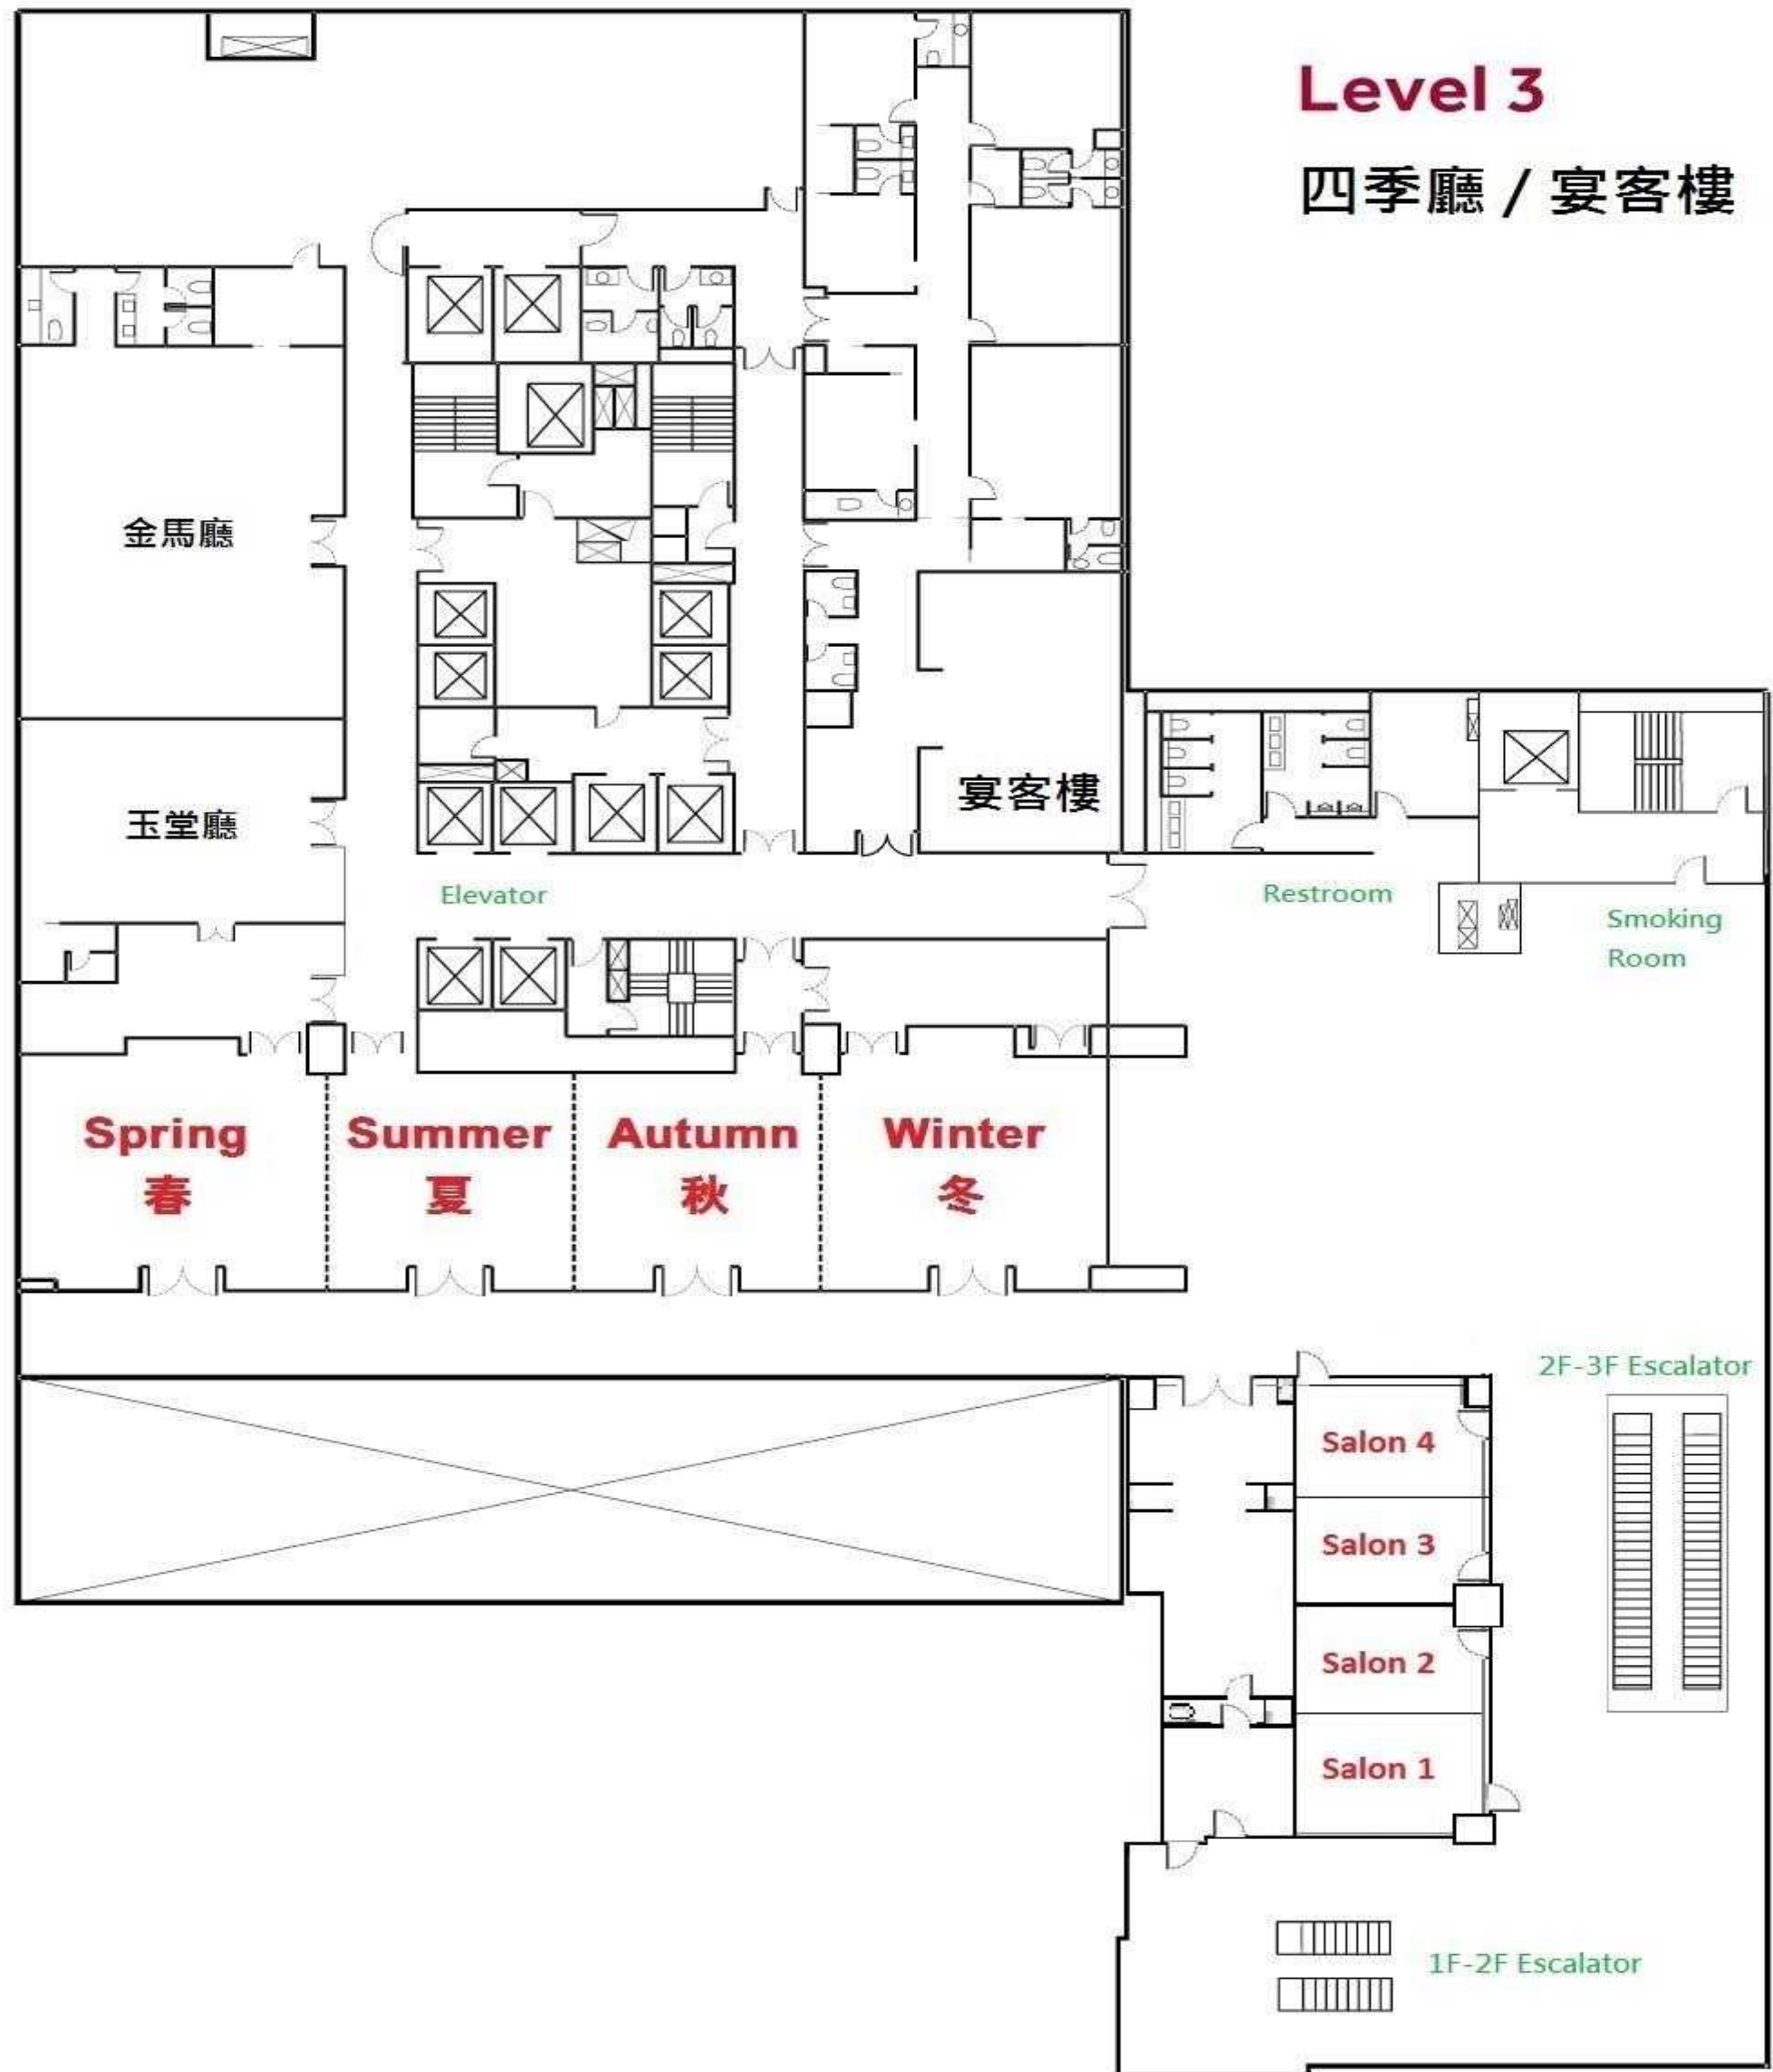 Level 3
四季廳 / 宴客樓
金馬廳
宴客樓
玉堂廳
Elevator
Restroom
Smoking
Room
Spring
春
Summer
夏
Autumn
秋
Winter
冬
2F-3F Escalator
Salon 4
Salon 3
Salon 2
Salon 1
1F-2F Escalator